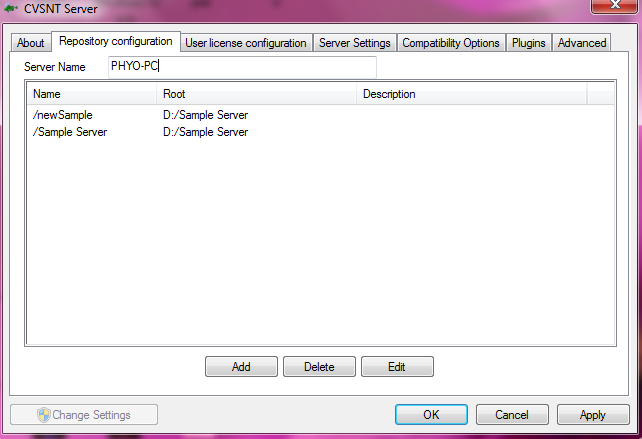 CVSNT Server
About Repository configuration User license configuration Server Settings Compatibility Options Plugins Advanced
Server Name PHYO-PC
Name Root Description
/newSample D:/Sample Server
/Sample Server D:/Sample Server
Add Delete Edit
Change Settings OK Cancel Apply